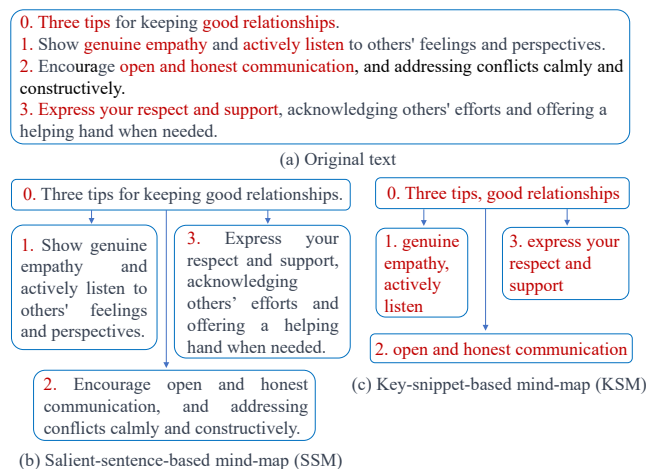 0. Three tips for keeping good relationships.
1. Show genuine empathy and actively listen to others' feelings and perspectives.
2. Encourage open and honest communication, and addressing conflicts calmly and
constructively.
3. Express your respect and support, acknowledging others' efforts and offering a
helping hand when needed.
(a) Original text
0. Three tips for keeping good relationships.
1. Show genuine
empathy and
actively listen to
others' feelings
and perspectives.
3. Express your
respect and support,
acknowledging
others' efforts and
offering a helping
hand when needed.
2. Encourage open and honest
communication, and addressing
conflicts calmly and constructively.
(b) Salient-sentence-based mind-map (SSM)
0. Three tips, good relationships
1. genuine
empathy,
actively
listen
3. express your
respect and
support
2. open and honest communication
(c) Key-snippet-based mind-map (KSM)